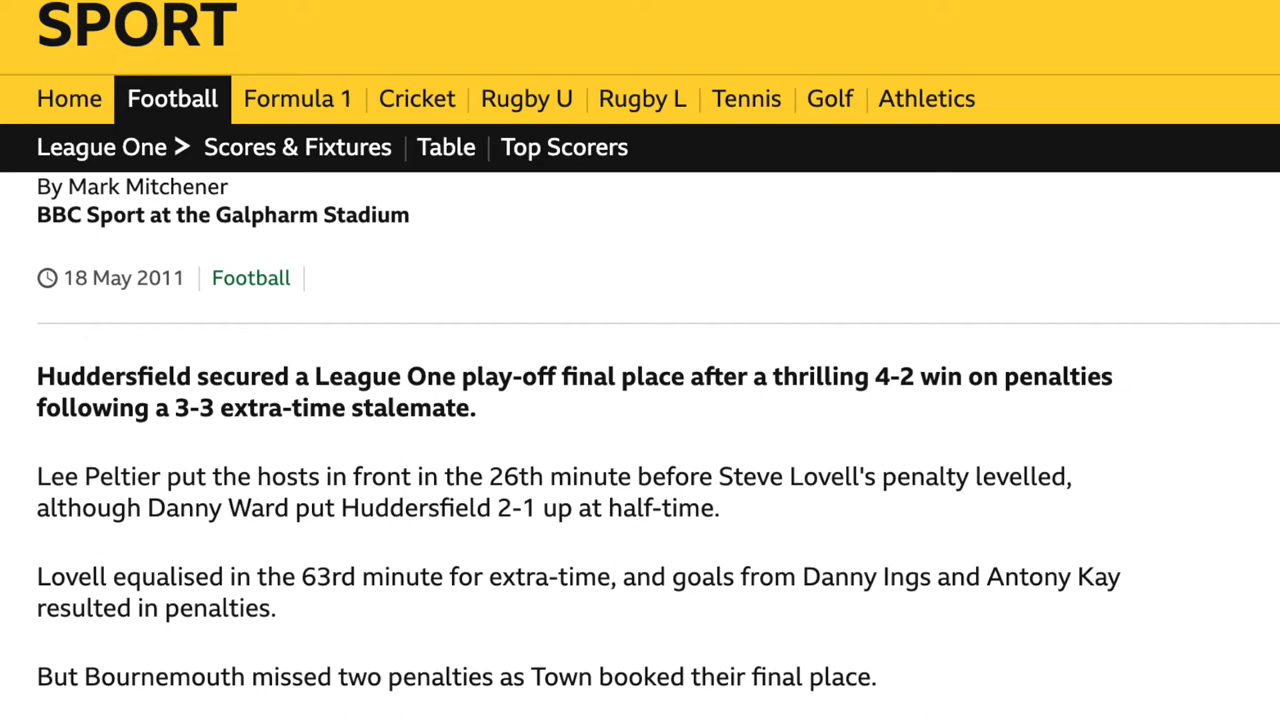 SPORT
Home Football Formula 1 Cricket Rugby U Rugby L Tennis Golf Athletics
League One > Scores & Fixtures Table Top Scorers
By Mark Mitchener
BBC Sport at the Galpharm Stadium
18 May 2011 Football
Huddersfield secured a League One play-off final place after a thrilling 4-2 win on penalties
following a 3-3 extra-time stalemate.
Lee Peltier put the hosts in front in the 26th minute before Steve Lovell's penalty levelled,
although Danny Ward put Huddersfield 2-1 up at half-time.
Lovell equalised in the 63rd minute for extra-time, and goals from Danny Ings and Antony Kay
resulted in penalties.
But Bournemouth missed two penalties as Town booked their final place.